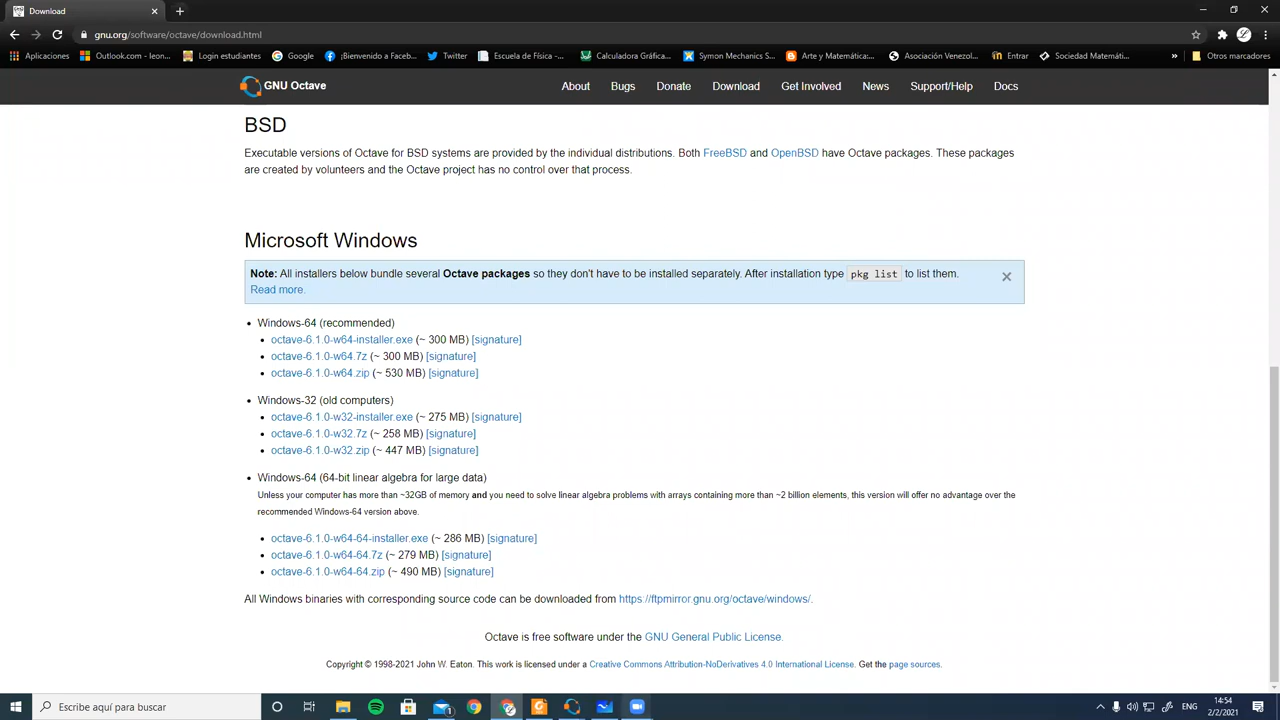 Download
gnu.org/software/octave/download.html
Aplicaciones Outlook.com - leon... Login estudiantes Google ¡Bienvenido a Faceb... Twitter Escuela de Física -... Calculadora Gráfica... Symon Mechanics S... Arte y Matemática:... Asociación Venezol... Entrar Sociedad Matemáti... » Otros marcadores
GNU Octave About Bugs Donate Download Get Involved News Support/Help Docs
BSD
Executable versions of Octave for BSD systems are provided by the individual distributions. Both FreeBSD and OpenBSD have Octave packages. These packages
are created by volunteers and the Octave project has no control over that process.
Microsoft Windows
Note: All installers below bundle several Octave packages so they don't have to be installed separately. After installation type pkg list to list them.
Read more.
Windows-64 (recommended)
octave-6.1.0-w64-installer.exe (~ 300 MB) [signature]
octave-6.1.0-w64.7z (~ 300 MB) [signature]
octave-6.1.0-w64.zip (~ 530 MB) [signature]
Windows-32 (old computers)
octave-6.1.0-w32-installer.exe (~ 275 MB) [signature]
octave-6.1.0-w32.7z (~ 258 MB) [signature]
octave-6.1.0-w32.zip (~ 447 MB) [signature]
Windows-64 (64-bit linear algebra for large data)
Unless your computer has more than ~32GB of memory and you need to solve linear algebra problems with arrays containing more than ~2 billion elements, this version will offer no advantage over the
recommended Windows-64 version above.
octave-6.1.0-w64-64-installer.exe (~ 286 MB) [signature]
octave-6.1.0-w64-64.7z (~ 279 MB) [signature]
octave-6.1.0-w64-64.zip (~ 490 MB) [signature]
All Windows binaries with corresponding source code can be downloaded from https://ftpmirror.gnu.org/octave/windows/.
Octave is free software under the GNU General Public License.
Copyright © 1998-2021 John W. Eaton. This work is licensed under a Creative Commons Attribution-NoDerivatives 4.0 International License. Get the page sources.
Escribe aquí para buscar
ENG
14:54
2/2/2021